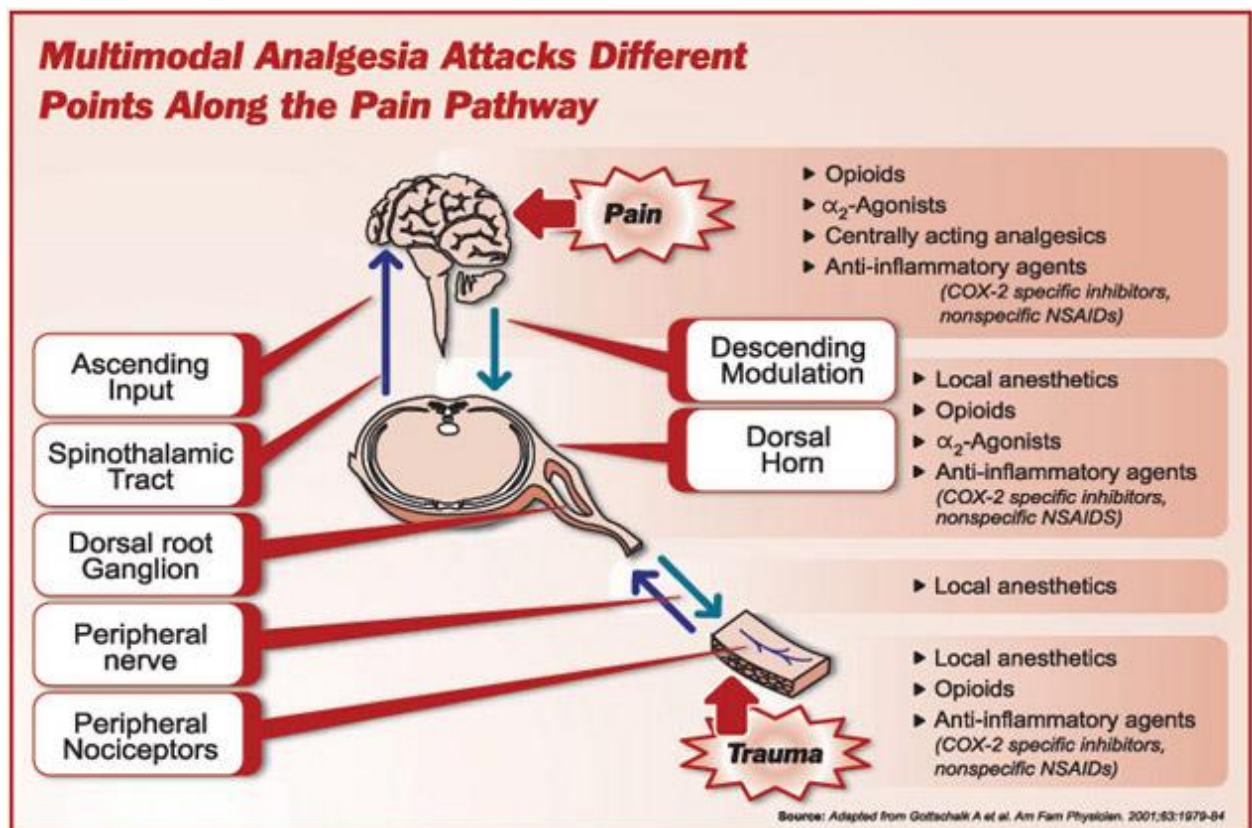 Multimodal Analgesia Attacks Different
Points Along the Pain Pathway
Pain
▶ Opioids
▶ α₂-Agonists
▶ Centrally acting analgesics
▶ Anti-inflammatory agents
(COX-2 specific inhibitors,
nonspecific NSAIDs)
Ascending
Input
Descending
Modulation
▶ Local anesthetics
▶ Opioids
▶ α₂-Agonists
▶ Anti-inflammatory agents
(COX-2 specific inhibitors,
nonspecific NSAIDS)
Spinothalamic
Tract
Dorsal
Horn
Dorsal root
Ganglion
Peripheral
nerve
▶ Local anesthetics
Peripheral
Nociceptors
▶ Local anesthetics
▶ Opioids
▶ Anti-inflammatory agents
(COX-2 specific inhibitors,
nonspecific NSAIDs)
Trauma
Source: Adapted from Gottschalk A et al. Am Fam Physician. 2001;63:1979-84